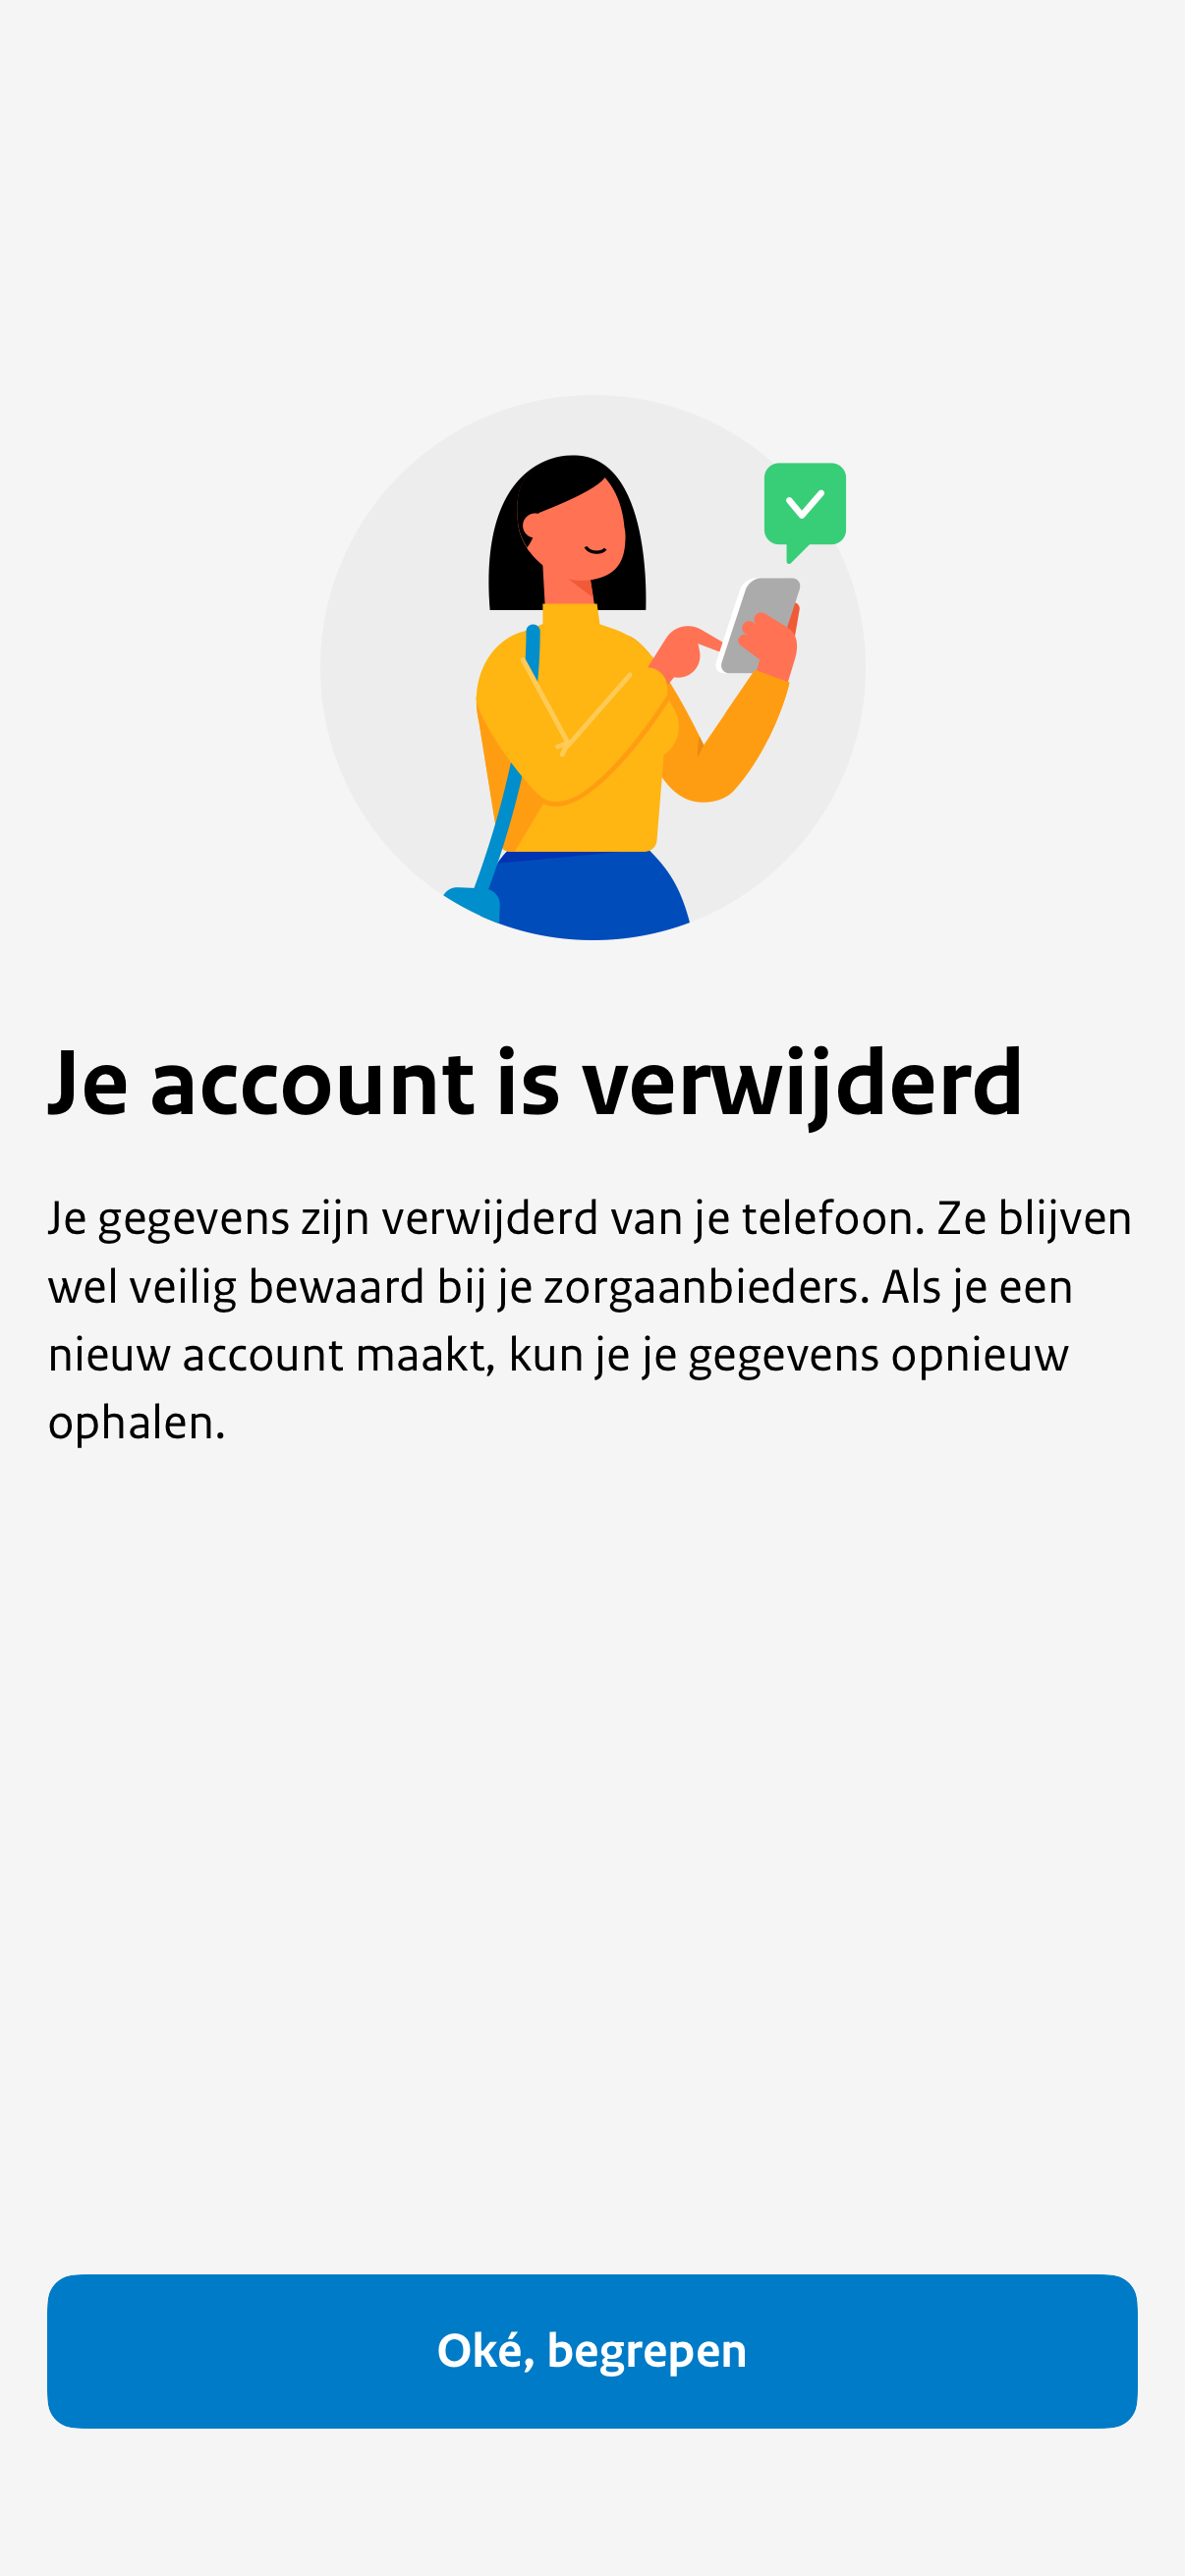 Je account is verwijderd
Je gegevens zijn verwijderd van je telefoon. Ze blijven
wel veilig bewaard bij je zorgaanbieders. Als je een
nieuw account maakt, kun je je gegevens opnieuw
ophalen.
Oké, begrepen